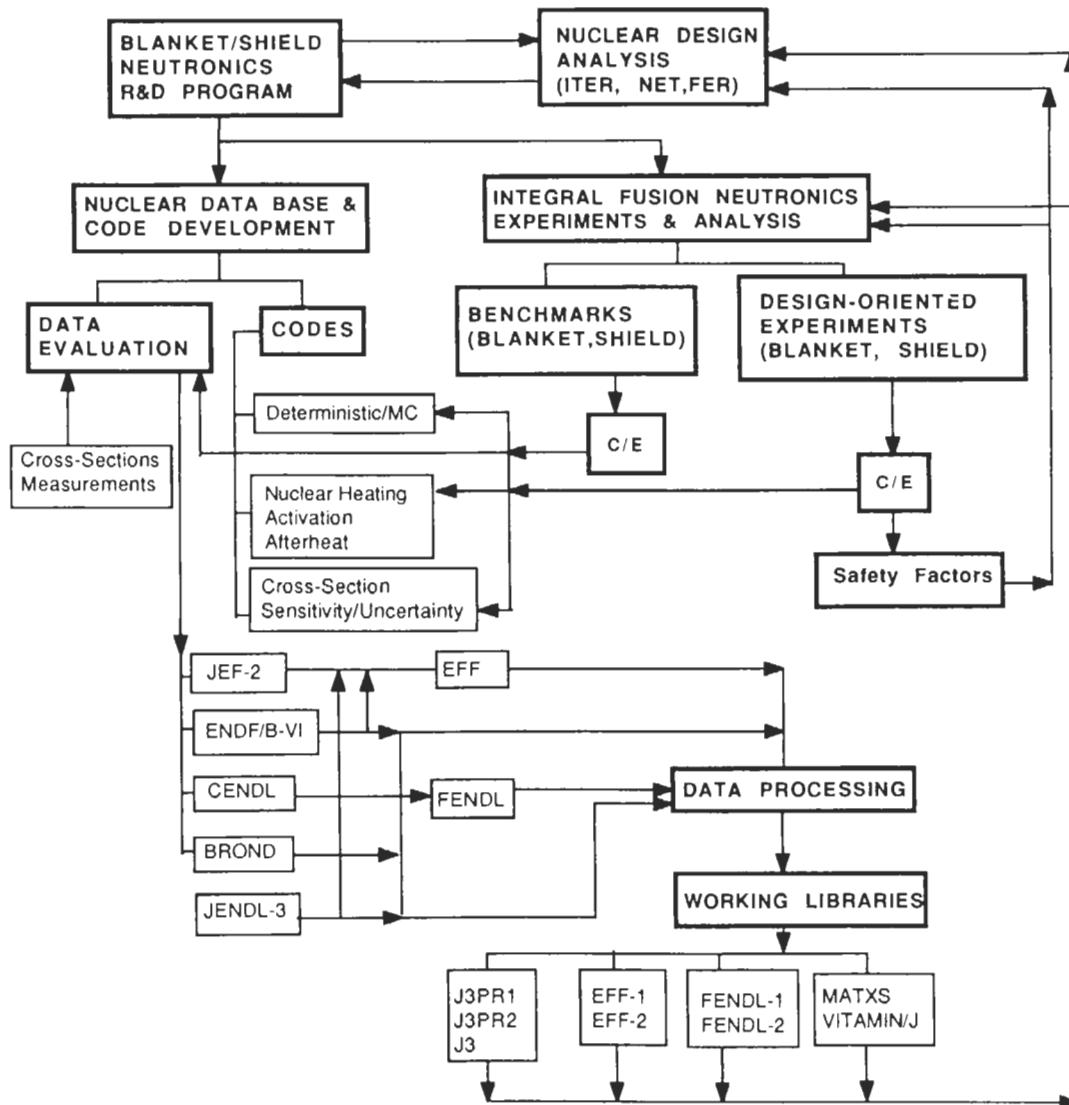 BLANKET/SHIELD
NEUTRONICS
R&D PROGRAM
NUCLEAR DESIGN
ANALYSIS
(ITER, NET,FER)
NUCLEAR DATA BASE &
CODE DEVELOPMENT
INTEGRAL FUSION NEUTRONICS
EXPERIMENTS & ANALYSIS
DATA
EVALUATION
CODES
BENCHMARKS
(BLANKET,SHIELD)
DESIGN-ORIENTED
EXPERIMENTS
(BLANKET, SHIELD)
Deterministic/MC
C/E
Cross-Sections
Measurements
Nuclear Heating
Activation
Afterheat
C/E
Cross-Section
Sensitivity/Uncertainty
Safety Factors
JEF-2
EFF
ENDF/B-VI
CENDL
FENDL
DATA PROCESSING
BROND
JENDL-3
WORKING LIBRARIES
J3PR1
J3PR2
J3
EFF-1
EFF-2
FENDL-1
FENDL-2
MATXS
VITAMIN/J